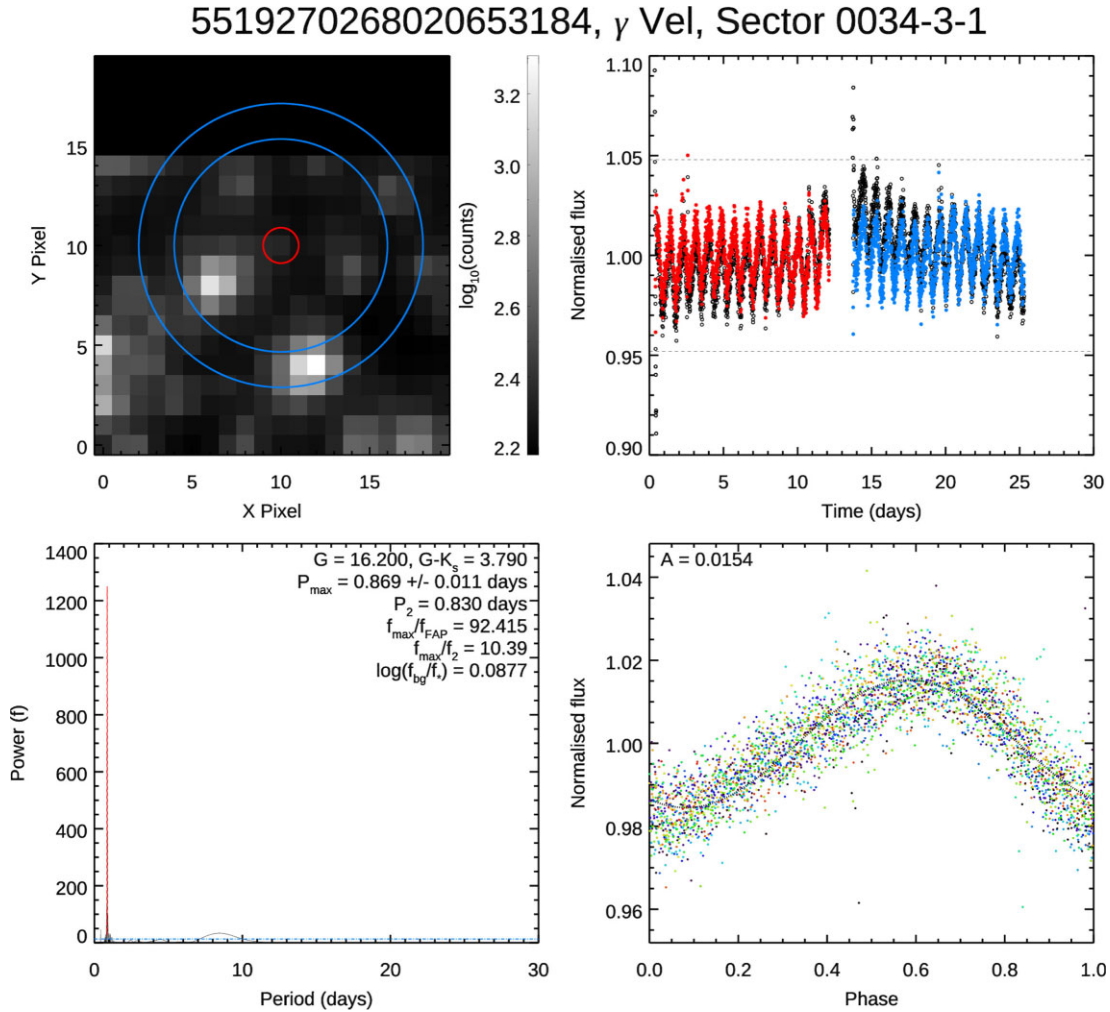 5519270268020653184, γ Vel, Sector 0034-3-1
15
10
5
0
Y Pixel
0 5 10 15
X Pixel
3.2
3.0
2.8
2.6
2.4
2.2
log₁₀(counts)
1.10
1.05
1.00
0.95
0.90
Normalised flux
0 5 10 15 20 25 30
Time (days)
1400
1200
1000
800
600
400
200
0
Power (f)
G = 16.200, G-Kₛ = 3.790
Pmax = 0.869 +/- 0.011 days
P₂ = 0.830 days
fmax/fFAP = 92.415
fmax/f₂ = 10.39
log(fbg/f*) = 0.0877
0 10 20 30
Period (days)
A = 0.0154
1.04
1.02
1.00
0.98
0.96
Normalised flux
0.0 0.2 0.4 0.6 0.8 1.0
Phase